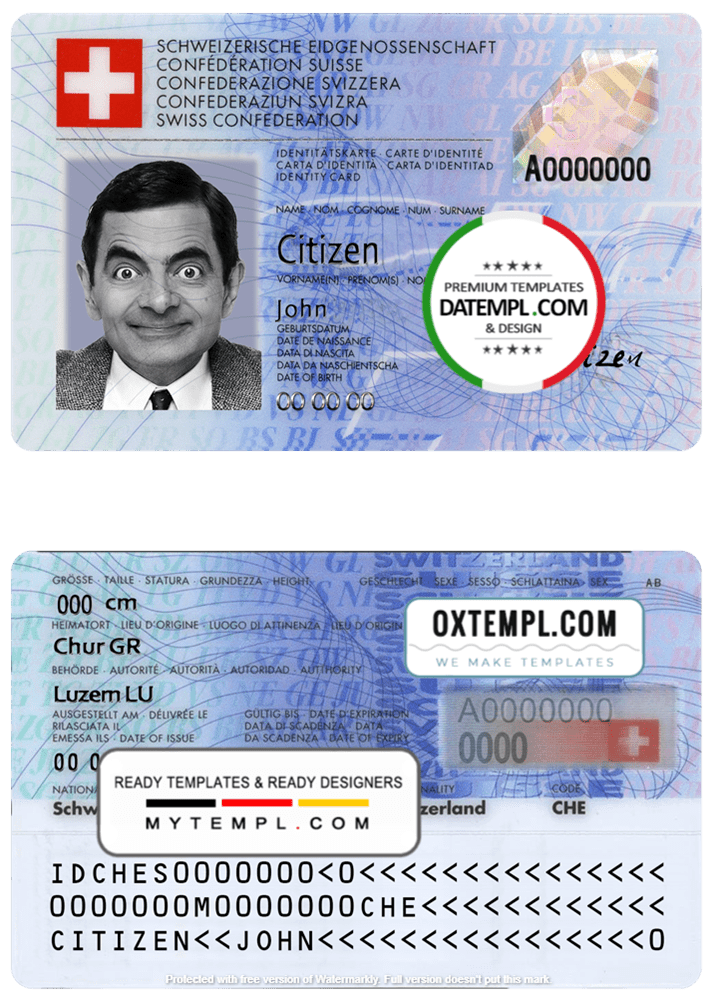 SCHWEIZERISCHE EIDGENOSSENSCHAFT
CONFÉDÉRATION SUISSE
CONFEDERAZIONE SVIZZERA
CONFEDERAZIUN SVIZRA
SWISS CONFEDERATION
IDENTITÄTSKARTE · CARTE D'IDENTITÉ
CARTA D'IDENTITÀ · CARTA D'IDENTITAD
IDENTITY CARD
A0000000
NAME · NOM · COGNOME · NUM · SURNAME
Citizen
VORNAME(N) · PRÉNOM(S) · NO
John
GEBURTSDATUM
DATE DE NAISSANCE
DATA DI NASCITA
DATA DA NASCHIENTSCHA
DATE OF BIRTH
00 00 00
PREMIUM TEMPLATES
DATEMPL.COM
& DESIGN
izen
SWITZERLAND
GRÖSSE · TAILLE · STATURA · GRUNDEZZA · HEIGHT
GESCHLECHT · SEXE · SESSO · SCHLATTAINA · SEX
AB
000 cm
HEIMATORT · LIEU D'ORIGINE · LUOGO DI ATTINENZA · LIEU D'ORIGIN
Chur GR
BEHÖRDE · AUTORITÉ · AUTORITÀ · AUTORIDAD · AUTHORITY
Luzem LU
OXTEMPL.COM
WE MAKE TEMPLATES
AUSGESTELLT AM · DÉLIVRÉE LE
RILASCIATA IL
EMESSA ILS · DATE OF ISSUE
GÜLTIG BIS · DATE D'EXPIRATION
DATA DI SCADENZA · DATA
DA SCADENZA · DATE OF EXPIRY
A0000000
0000
00 0
NATION
NALITY
CODE
Schw
zerland
CHE
READY TEMPLATES & READY DESIGNERS
MYTEMPL.COM
IDCHES0000000<0<<<<<<<<<<<<<<<
0000000M0000000CHE<<<<<<<<<<<<
CITIZEN<<JOHN<<<<<<<<<<<<<<<<0
Protected with free version of Watermarkly. Full version doesn't put this mark